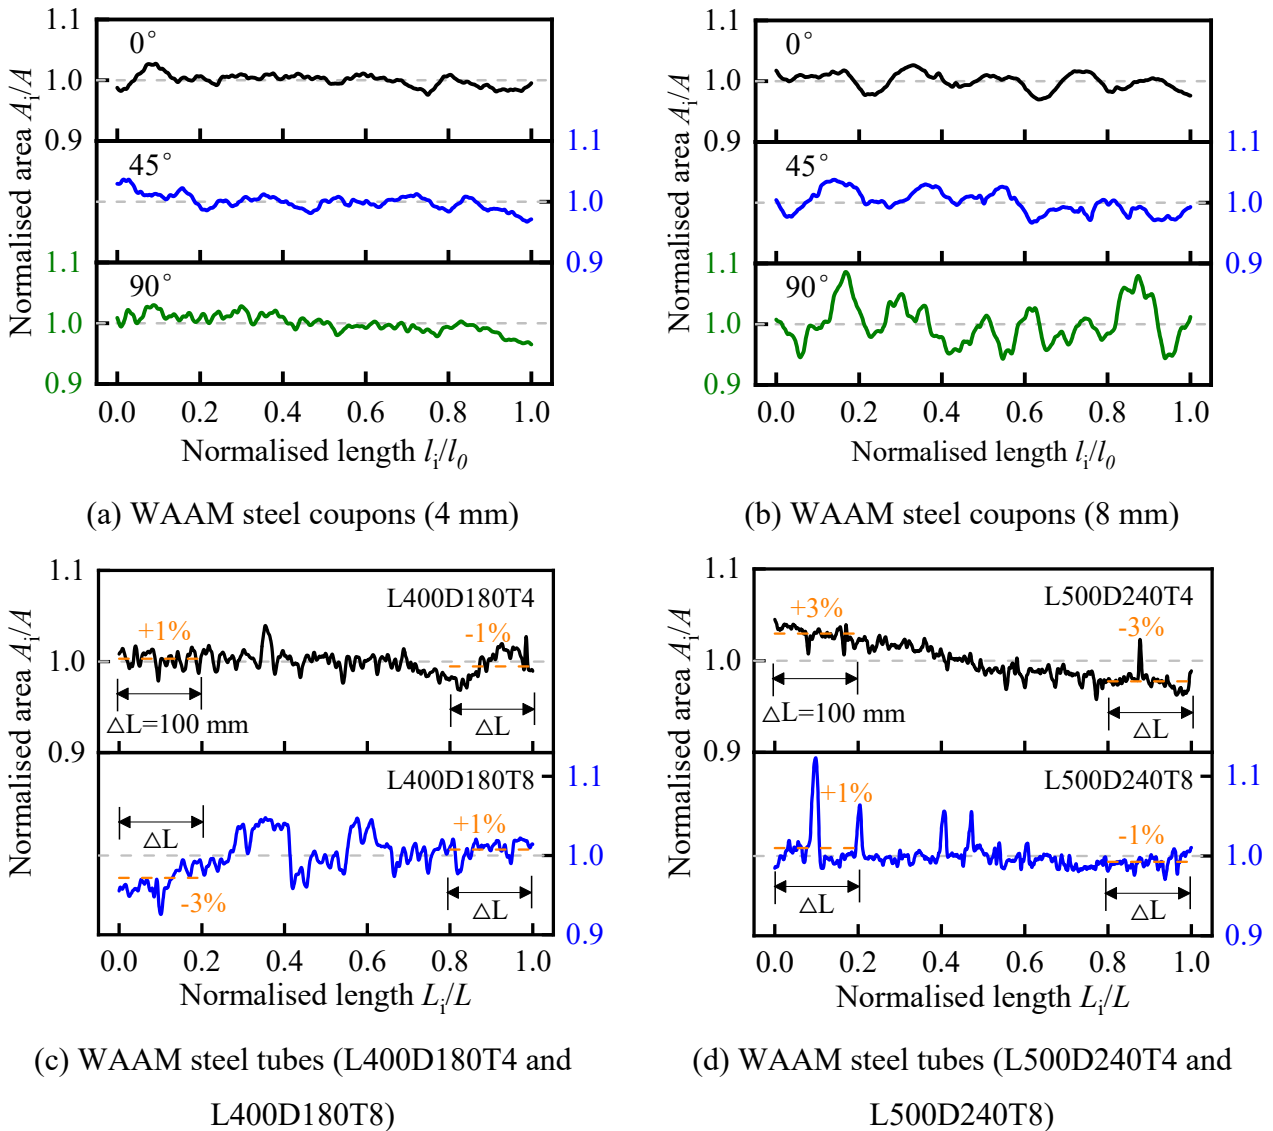 1.1
0°
1.0
0.9
45°
1.1
1.0
0.9
1.1
90°
1.0
0.9
Normalised area Ai/A
0.0 0.2 0.4 0.6 0.8 1.0
Normalised length li/l0
(a) WAAM steel coupons (4 mm)
1.1
0°
1.0
0.9
45°
1.1
1.0
0.9
1.1
90°
1.0
0.9
Normalised area Ai/A
0.0 0.2 0.4 0.6 0.8 1.0
Normalised length li/l0
(b) WAAM steel coupons (8 mm)
1.1
L400D180T4
+1%
-1%
1.0
△L=100 mm
△L
0.9
L400D180T8
1.1
△L
+1%
1.0
-3%
△L
0.9
Normalised area Ai/A
0.0 0.2 0.4 0.6 0.8 1.0
Normalised length Li/L
(c) WAAM steel tubes (L400D180T4 and
L400D180T8)
1.1
L500D240T4
+3%
-3%
1.0
△L=100 mm
△L
0.9
L500D240T8
1.1
+1%
-1%
1.0
△L
△L
0.9
Normalised area Ai/A
0.0 0.2 0.4 0.6 0.8 1.0
Normalised length Li/L
(d) WAAM steel tubes (L500D240T4 and
L500D240T8)